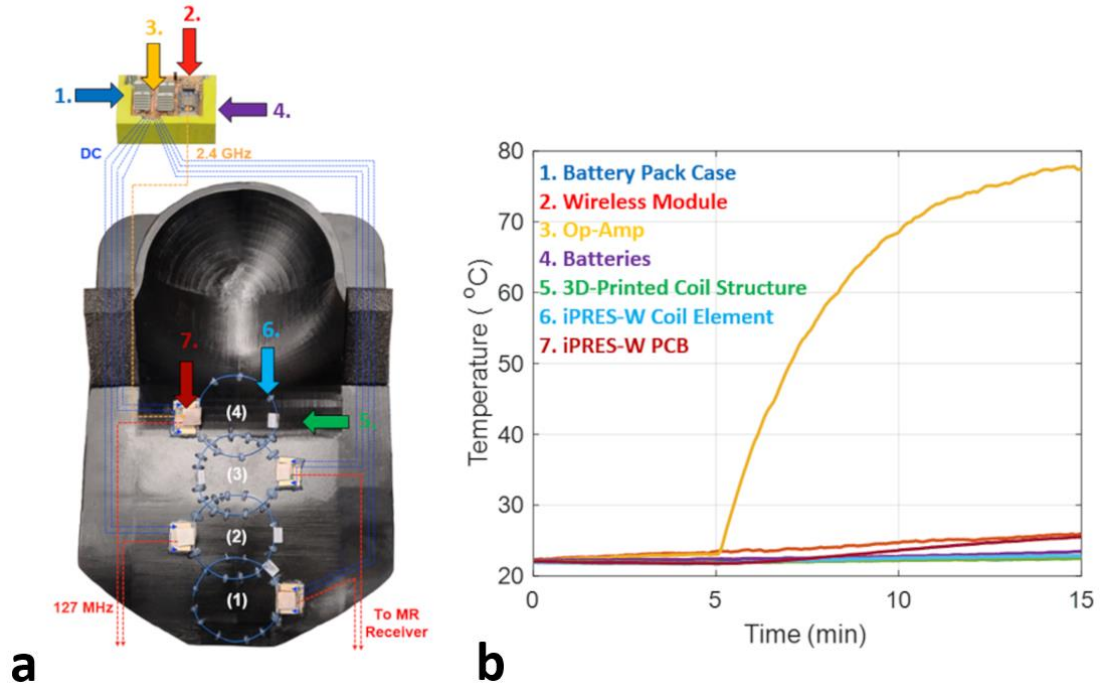 2.
3.
1.
4.
DC
2.4 GHz
7.
6.
(4)
5.
(3)
(2)
(1)
127 MHz
To MR
Receiver
a
80
70
60
50
40
30
20
0
5
10
15
Temperature ( °C)
Time (min)
1. Battery Pack Case
2. Wireless Module
3. Op-Amp
4. Batteries
5. 3D-Printed Coil Structure
6. iPRES-W Coil Element
7. iPRES-W PCB
b